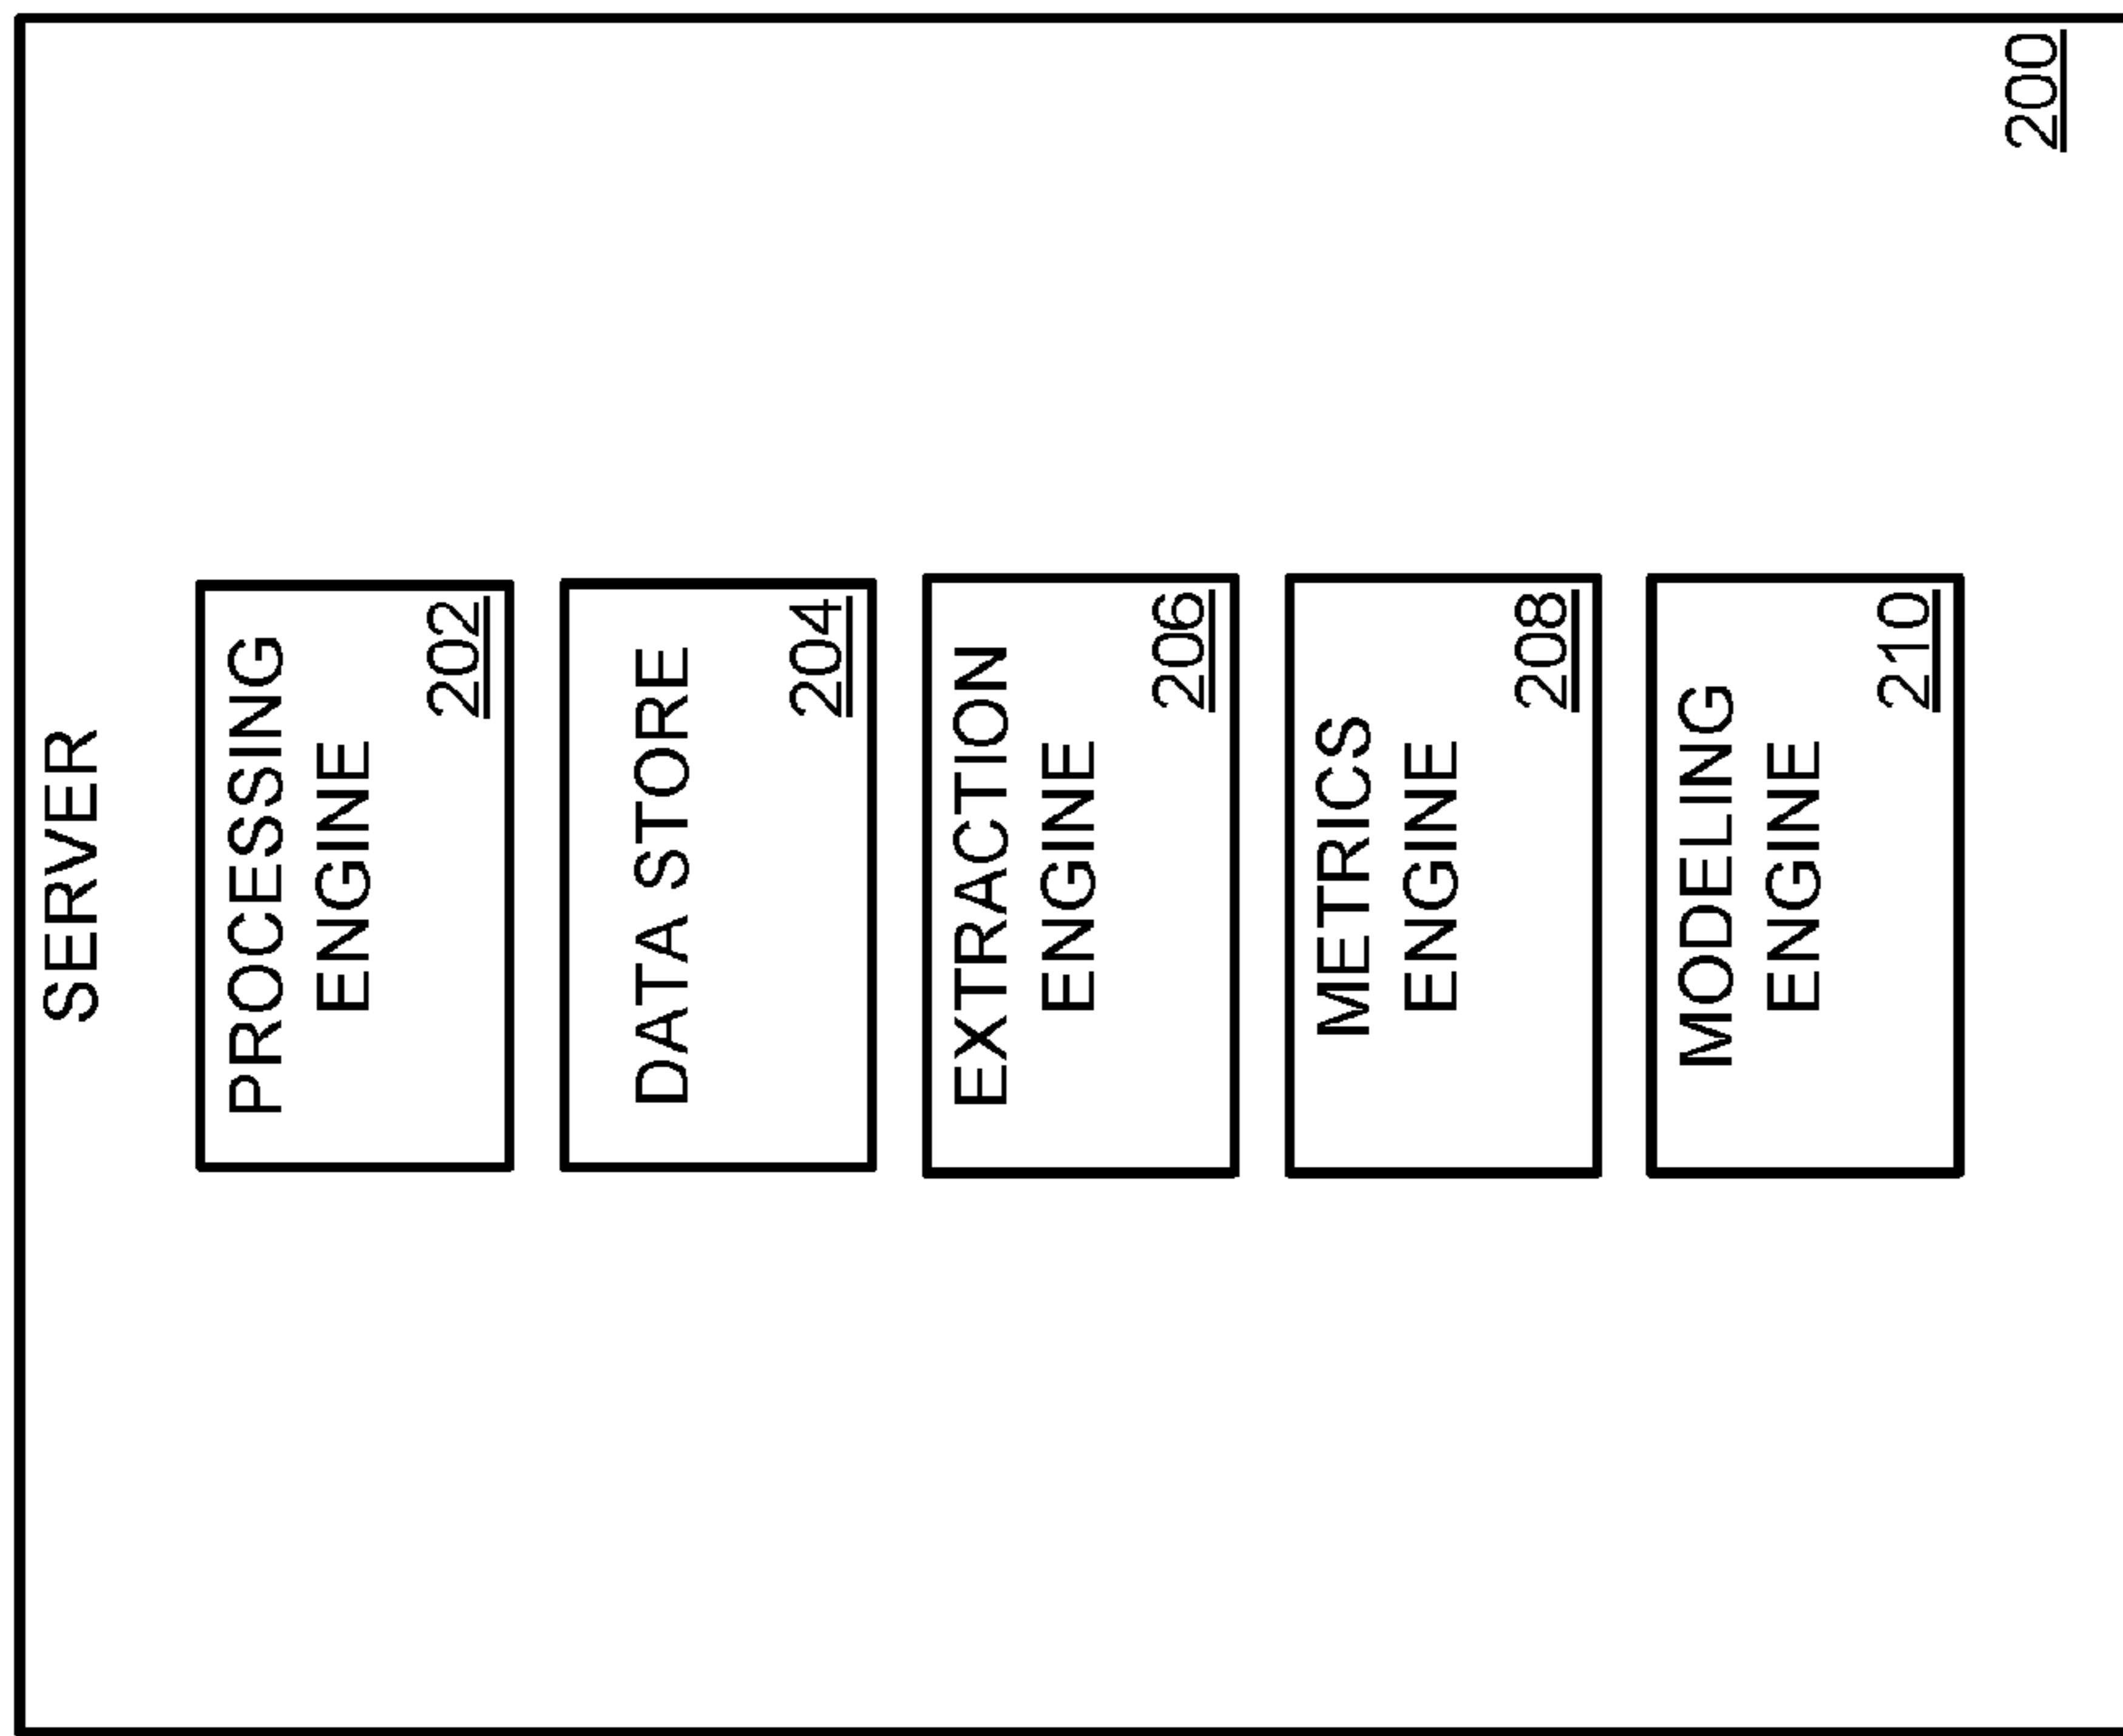 SERVER
PROCESSING
ENGINE
202
DATA STORE
204
EXTRACTION
ENGINE
206
METRICS
ENGINE
208
MODELING
ENGINE
210
200